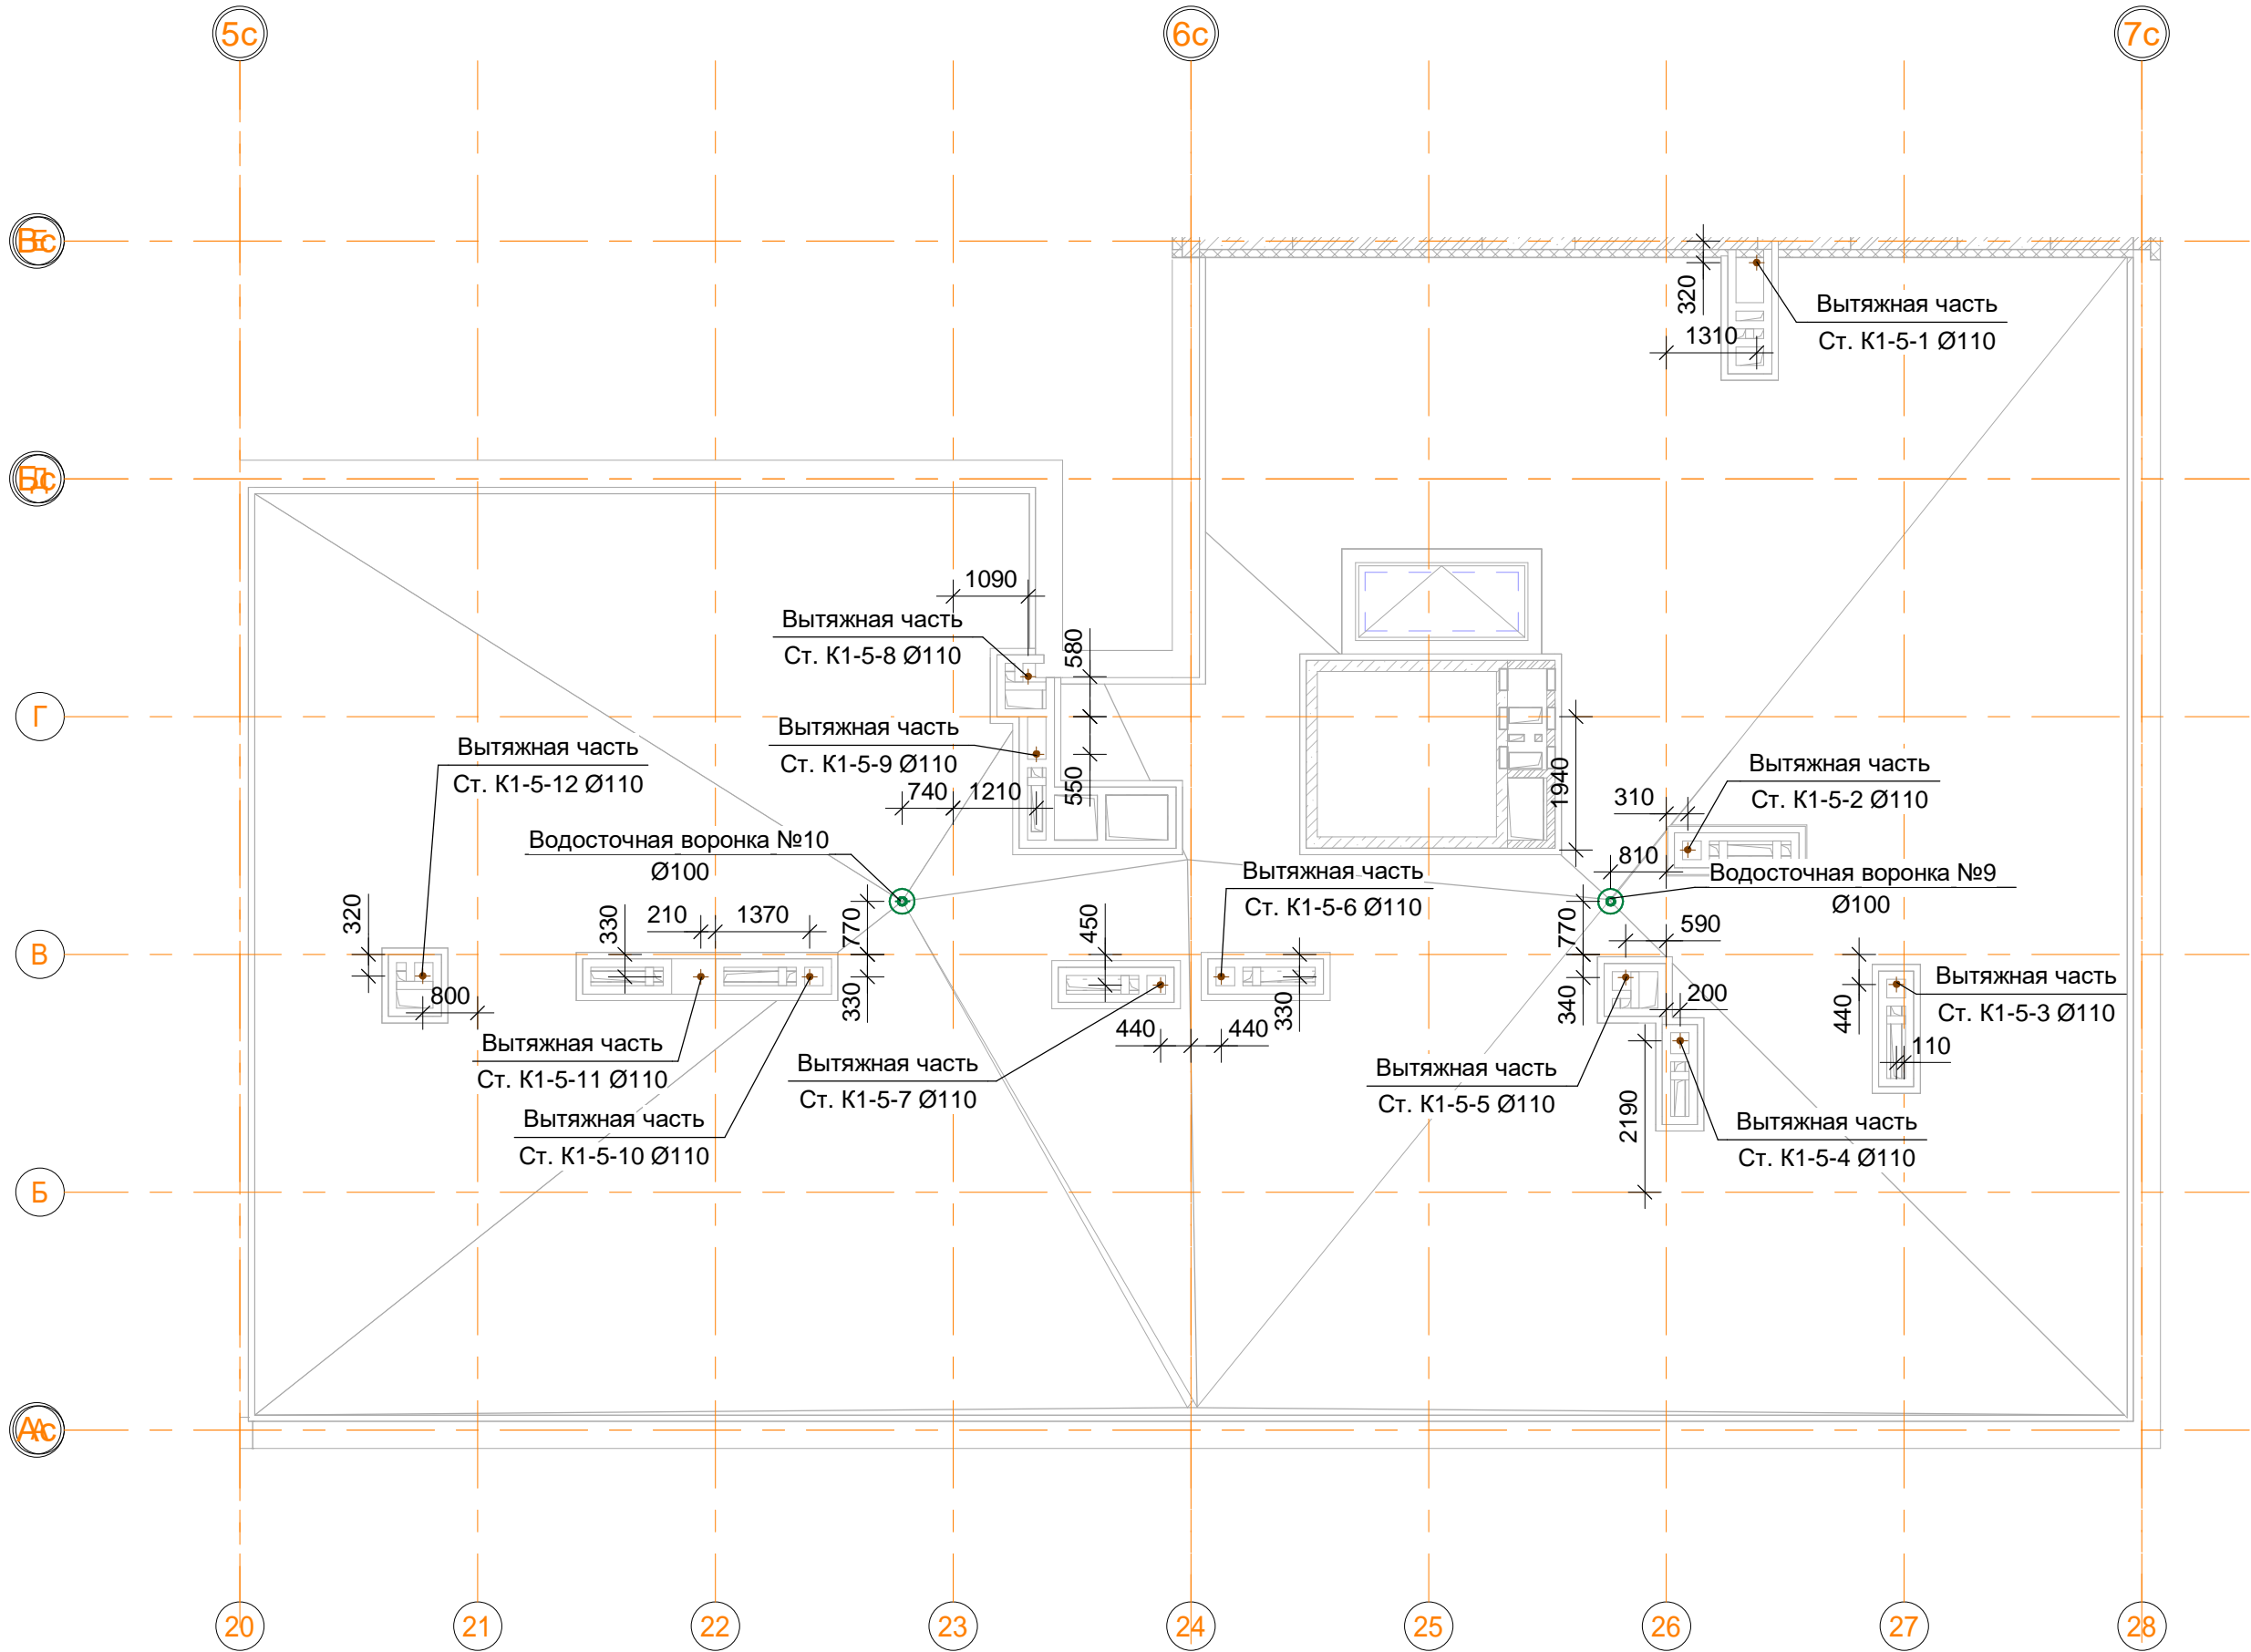 5с
6с
7с
320
Вытяжная часть
Ст. К1-5-1 Ø110
1310
1090
Вытяжная часть
Ст. К1-5-8 Ø110
580
Г
Вытяжная часть
Ст. К1-5-9 Ø110
550
740
1210
Вытяжная часть
Ст. К1-5-12 Ø110
1940
310
Вытяжная часть
Ст. К1-5-2 Ø110
Водосточная воронка №10
Ø100
810
Водосточная воронка №9
Ø100
Вытяжная часть
Ст. К1-5-6 Ø110
320
330
210
1370
770
450
770
590
В
800
330
440
440
330
340
200
440
Вытяжная часть
Ст. К1-5-3 Ø110
110
Вытяжная часть
Ст. К1-5-11 Ø110
Вытяжная часть
Ст. К1-5-7 Ø110
Вытяжная часть
Ст. К1-5-5 Ø110
2190
Вытяжная часть
Ст. К1-5-10 Ø110
Вытяжная часть
Ст. К1-5-4 Ø110
Б
20
21
22
23
24
25
26
27
28